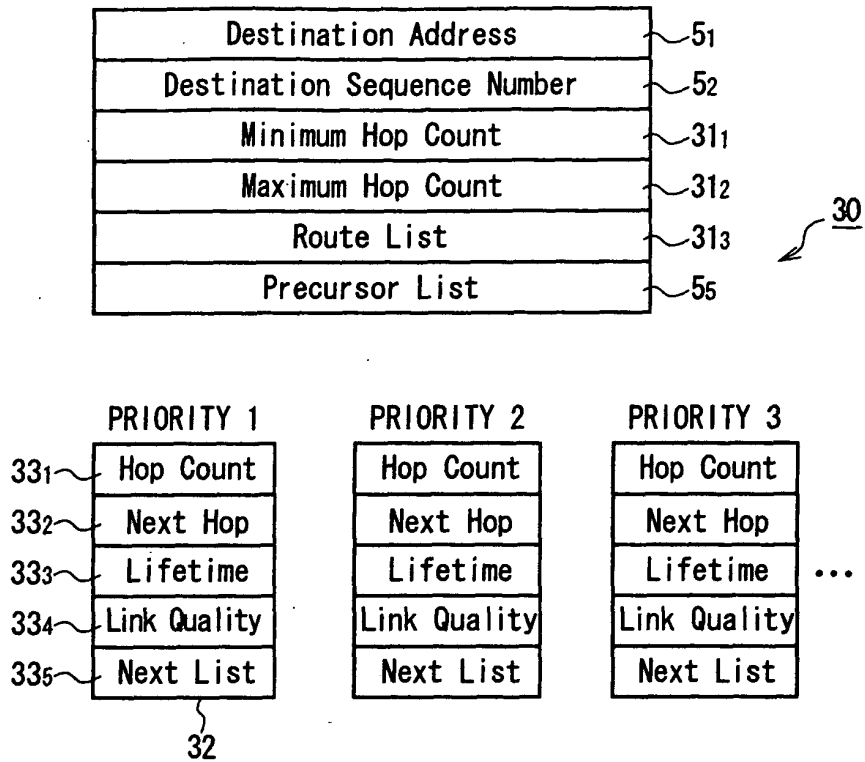 Destination Address 5₁
Destination Sequence Number 5₂
Minimum Hop Count 31₁
Maximum Hop Count 31₂
Route List 31₃
30
Precursor List 5₅
PRIORITY 1 PRIORITY 2 PRIORITY 3
33₁ Hop Count Hop Count Hop Count
33₂ Next Hop Next Hop Next Hop
33₃ Lifetime Lifetime Lifetime ...
33₄ Link Quality Link Quality Link Quality
33₅ Next List Next List Next List
32